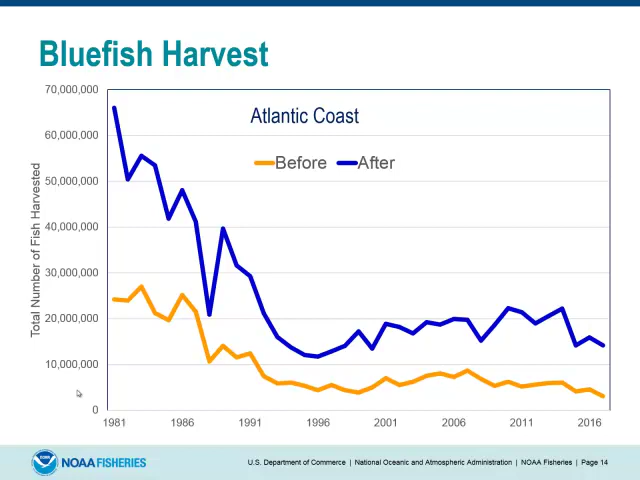 Bluefish Harvest
Atlantic Coast
Before After
Total Number of Fish Harvested
70,000,000
60,000,000
50,000,000
40,000,000
30,000,000
20,000,000
10,000,000
0
1981 1986 1991 1996 2001 2006 2011 2016
NOAA
NOAA FISHERIES
U.S. Department of Commerce | National Oceanic and Atmospheric Administration | NOAA Fisheries | Page 14